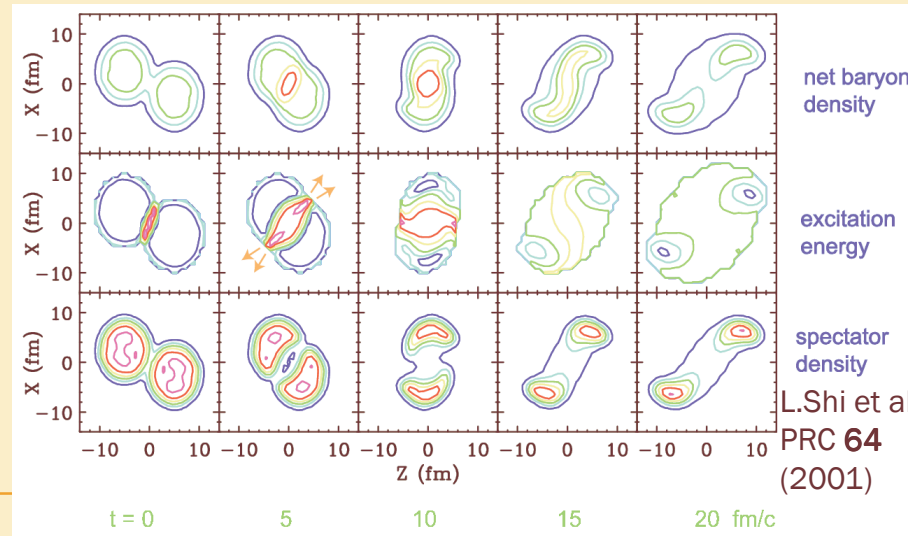 10
0
−10
X (fm)
net baryon
density
10
0
−10
X (fm)
excitation
energy
10
0
−10
X (fm)
spectator
density
L.Shi et al
PRC 64
(2001)
−10 0 10 −10 0 10 −10 0 10 −10 0 10 −10 0 10
Z (fm)
t = 0 5 10 15 20 fm/c